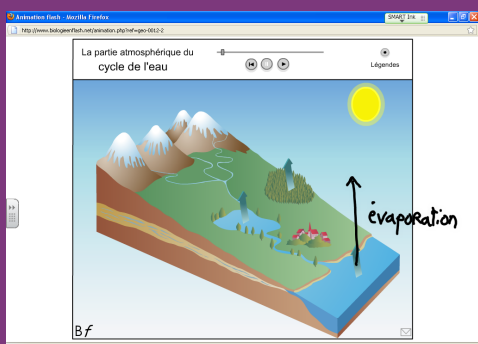 Animation flash - Mozilla Firefox
SMART Ink
http://www.biologieenflash.net/animation.php?ref=geo-0012-2
La partie atmosphérique du
cycle de l'eau
Légendes
évaporation
Bf